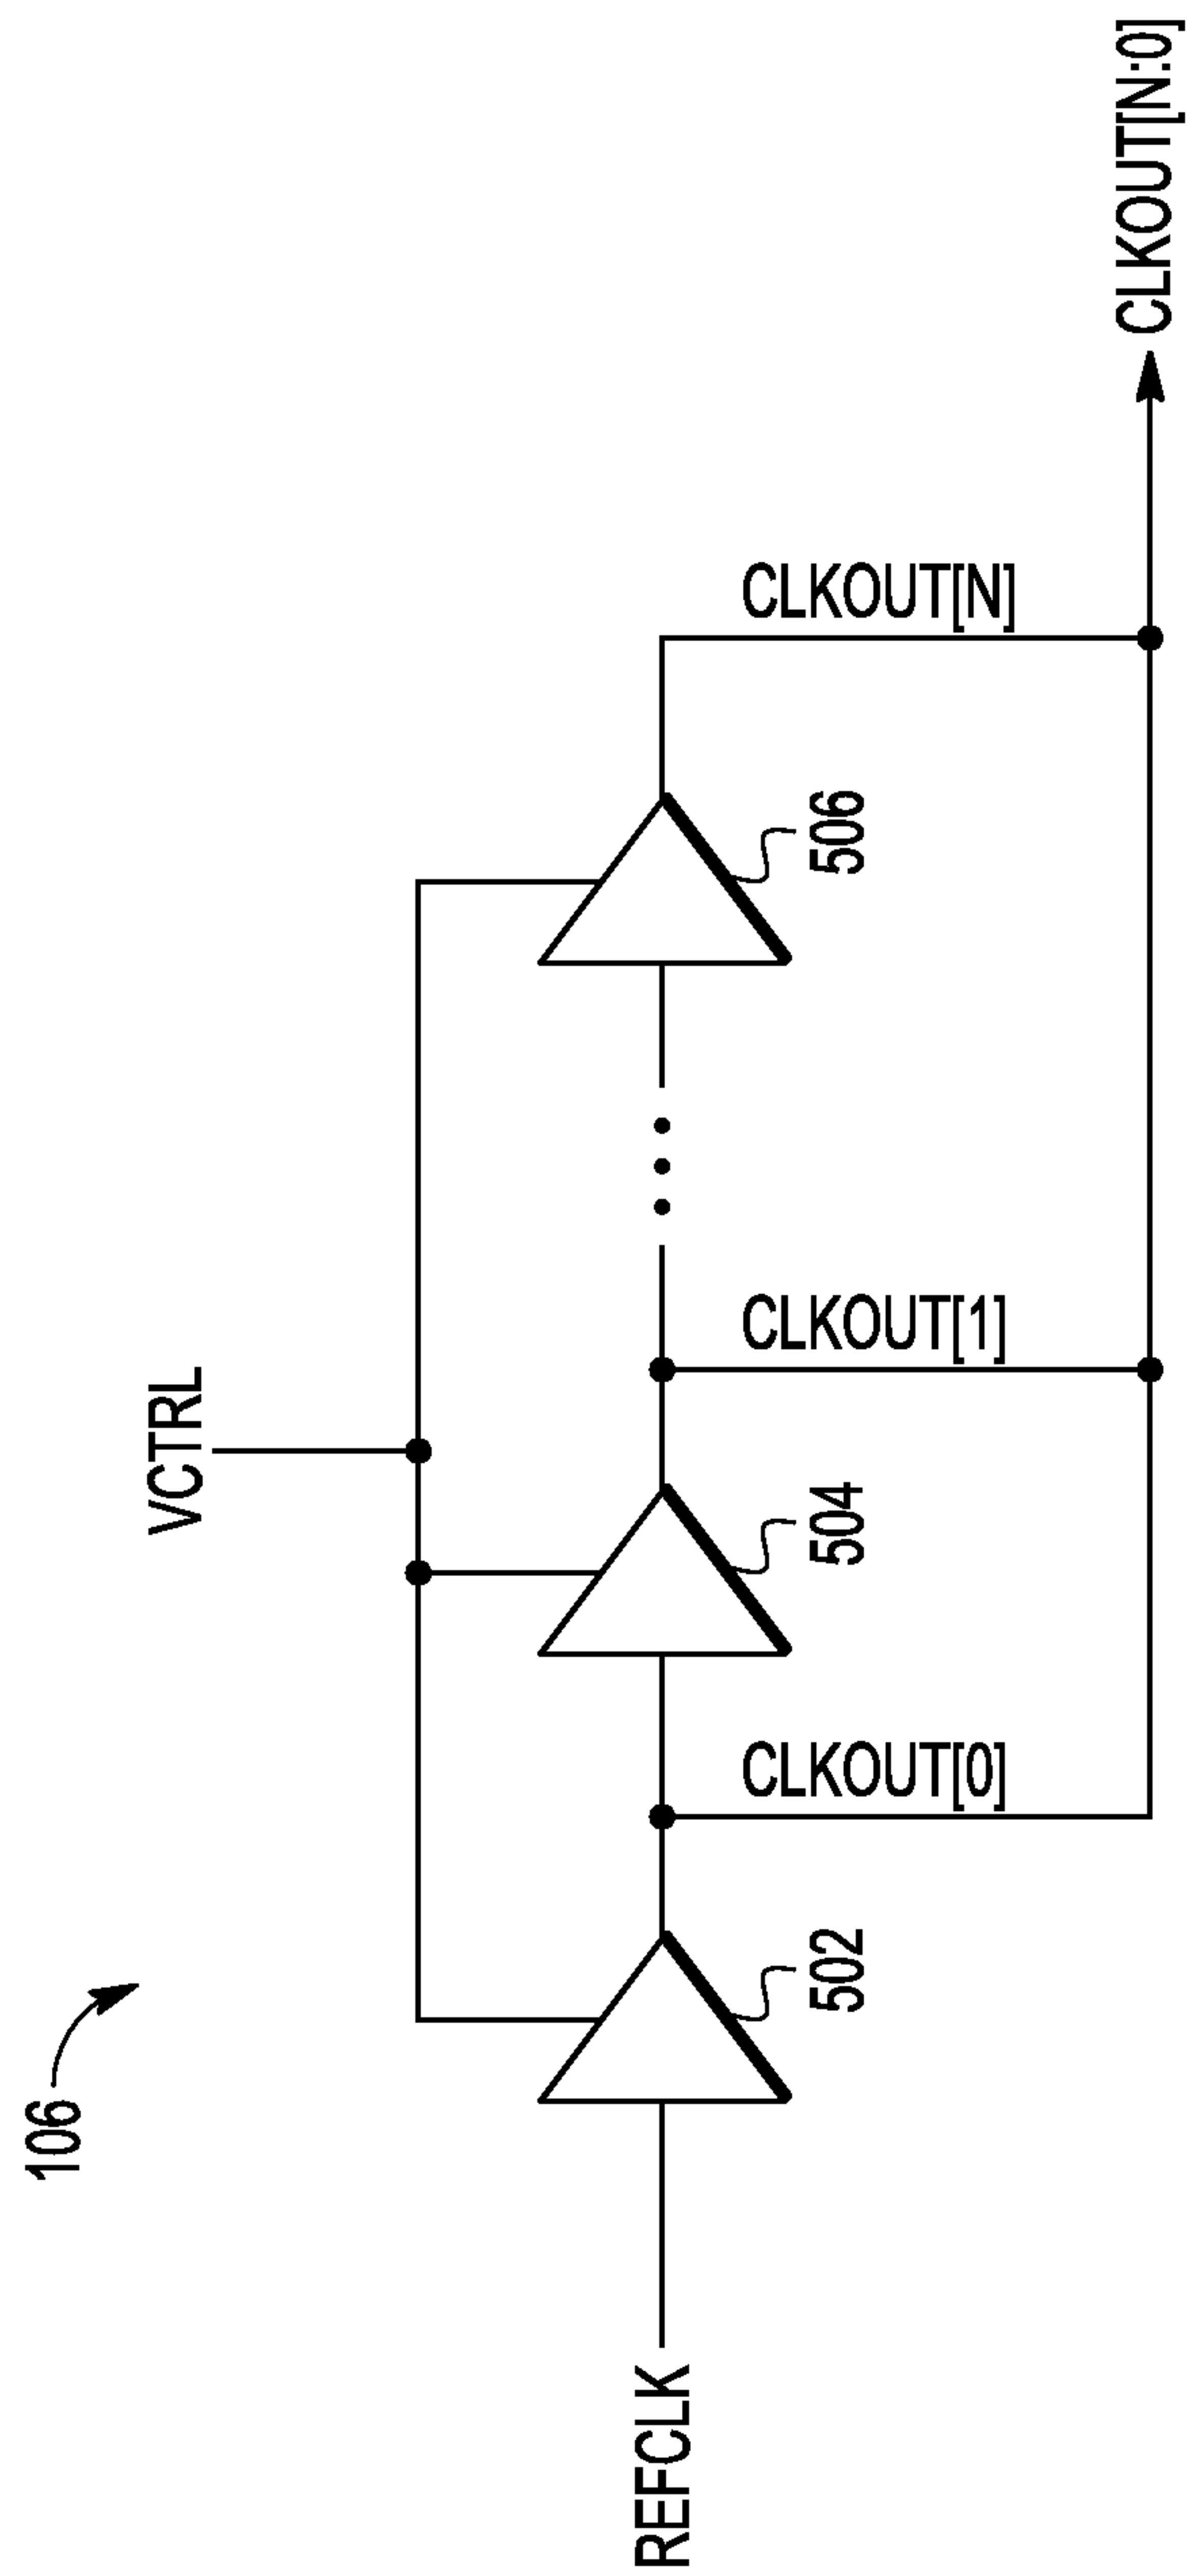 106
VCTRL
REFCLK
502
504
506
CLKOUT[0]
CLKOUT[1]
CLKOUT[N]
CLKOUT[N:0]